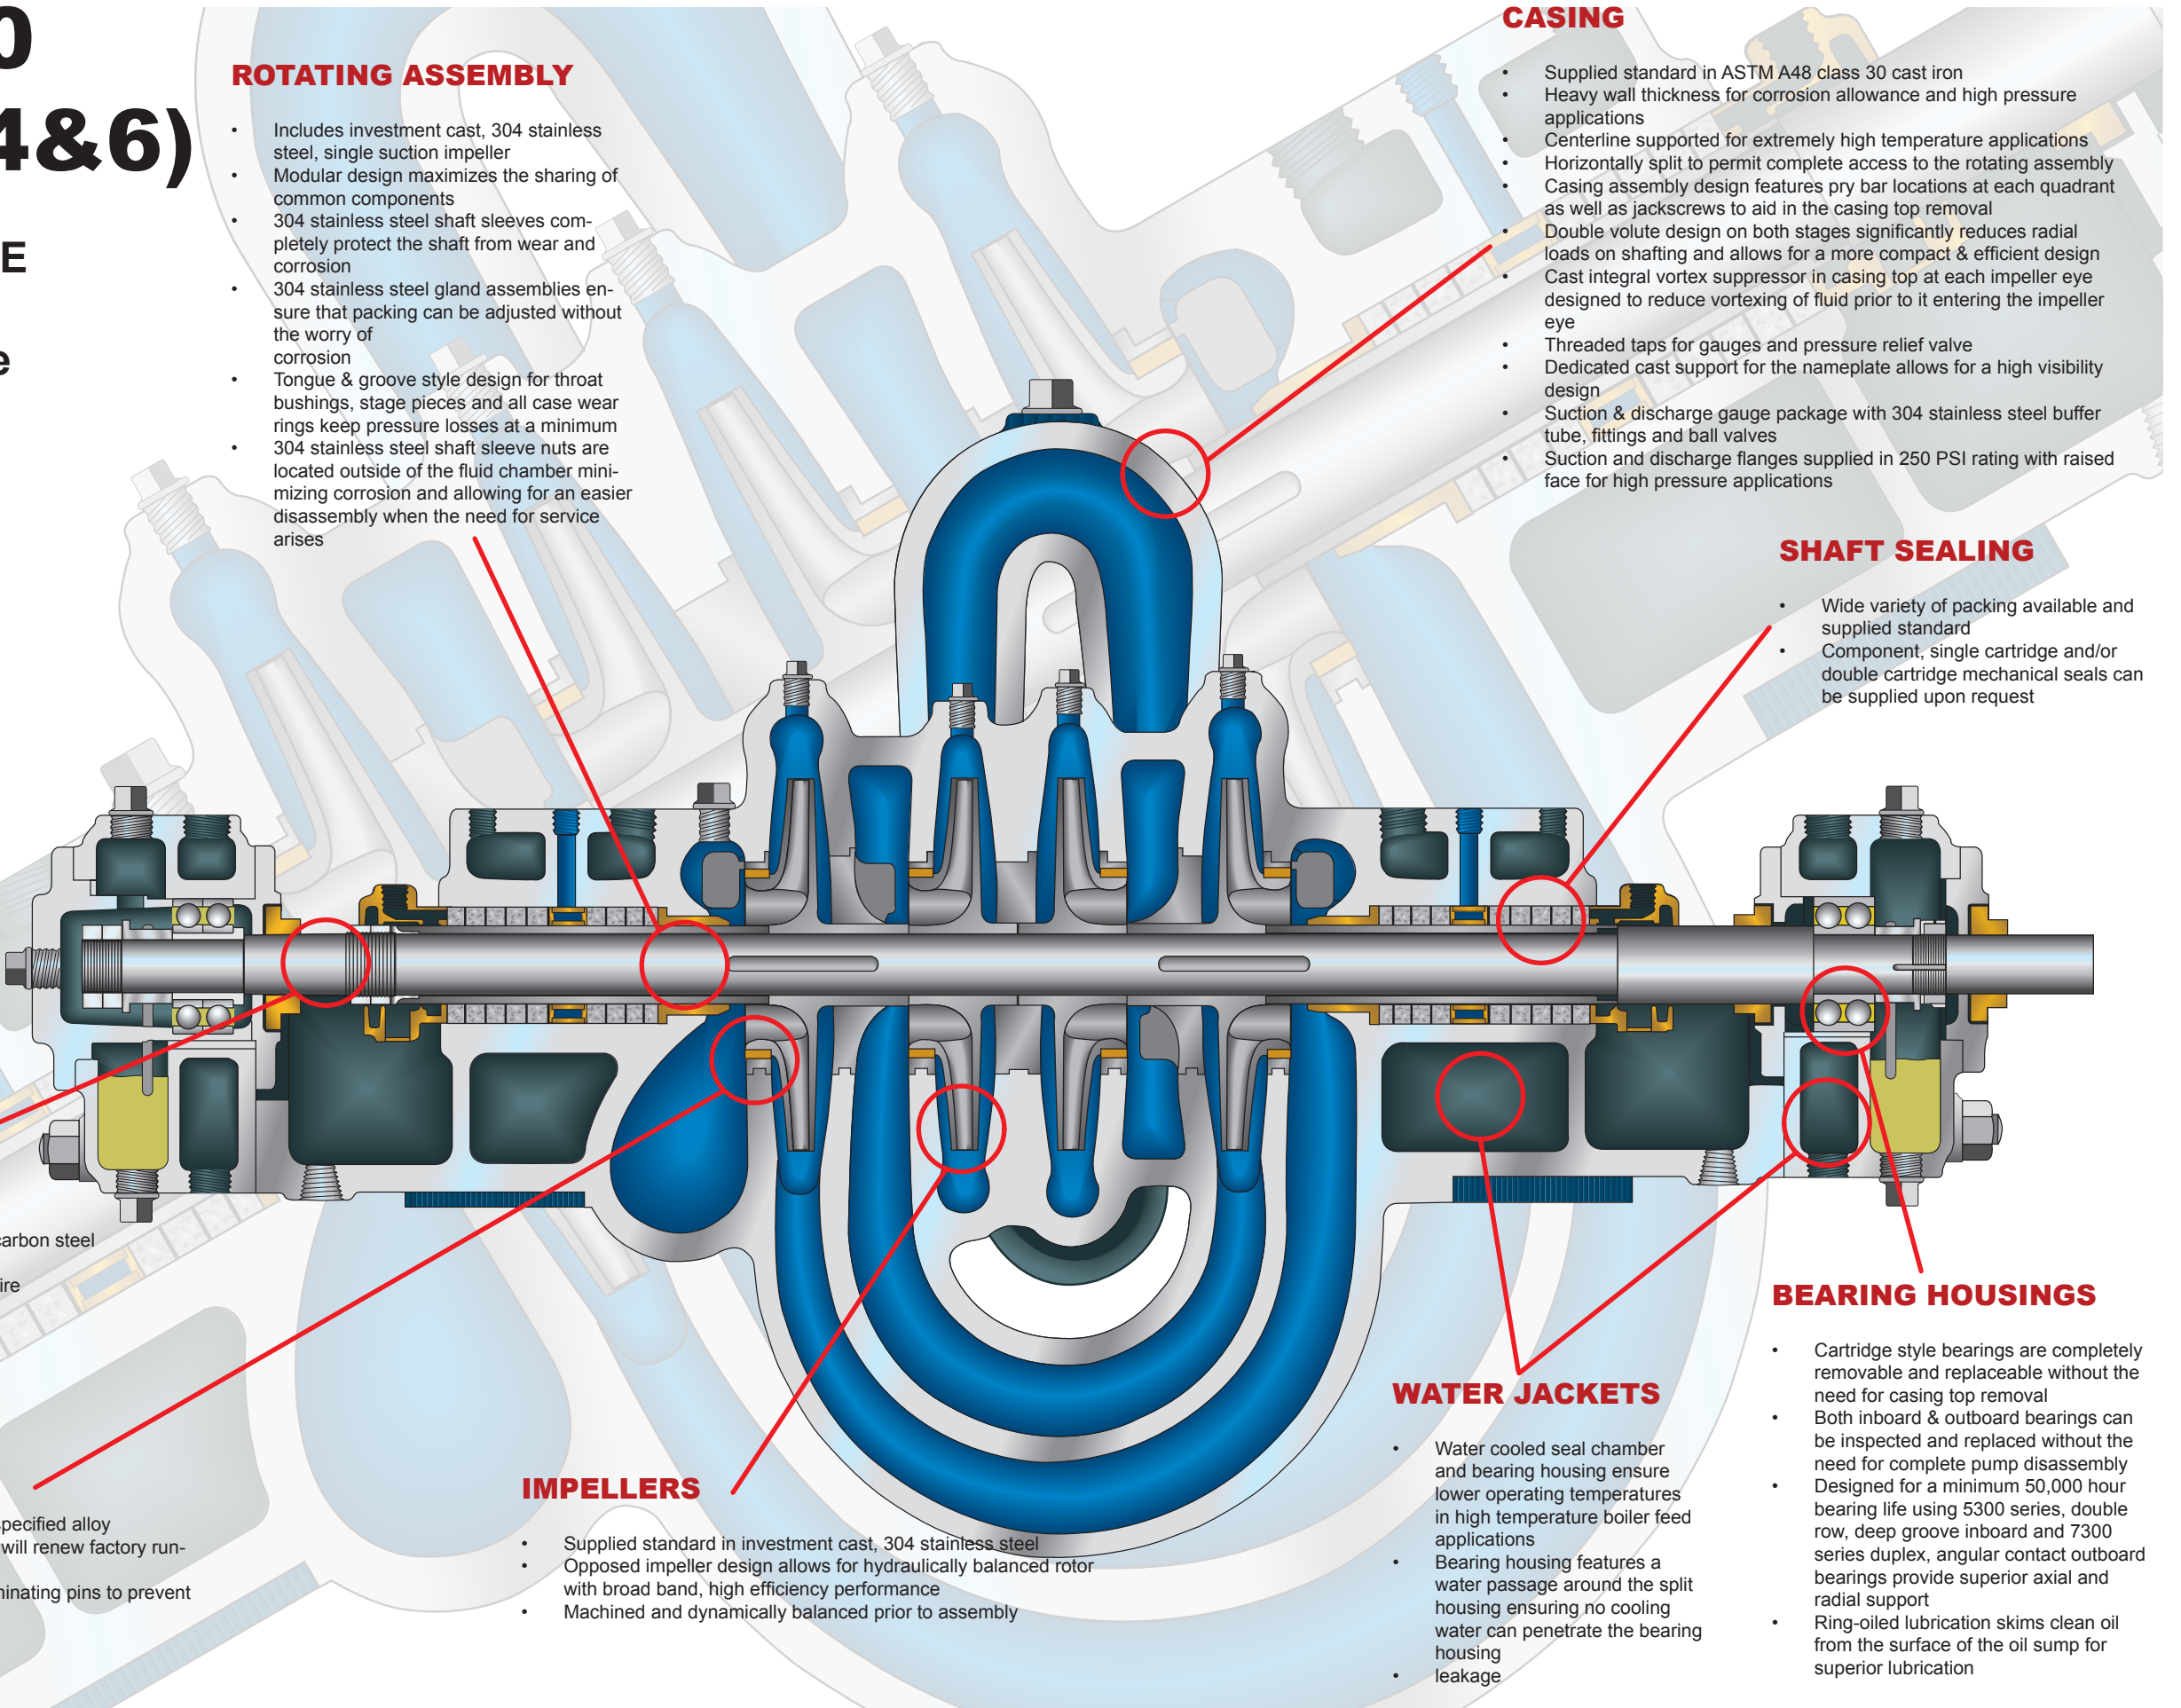 0
4&6)
E
e
ROTATING ASSEMBLY
• Includes investment cast, 304 stainless
steel, single suction impeller
• Modular design maximizes the sharing of
common components
• 304 stainless steel shaft sleeves com-
pletely protect the shaft from wear and
corrosion
• 304 stainless steel gland assemblies en-
sure that packing can be adjusted without
the worry of
corrosion
• Tongue & groove style design for throat
bushings, stage pieces and all case wear
rings keep pressure losses at a minimum
• 304 stainless steel shaft sleeve nuts are
located outside of the fluid chamber mini-
mizing corrosion and allowing for an easier
disassembly when the need for service
arises
CASING
• Supplied standard in ASTM A48 class 30 cast iron
• Heavy wall thickness for corrosion allowance and high pressure
applications
• Centerline supported for extremely high temperature applications
• Horizontally split to permit complete access to the rotating assembly
• Casing assembly design features pry bar locations at each quadrant
as well as jackscrews to aid in the casing top removal
• Double volute design on both stages significantly reduces radial
loads on shafting and allows for a more compact & efficient design
• Cast integral vortex suppressor in casing top at each impeller eye
designed to reduce vortexing of fluid prior to it entering the impeller
eye
• Threaded taps for gauges and pressure relief valve
• Dedicated cast support for the nameplate allows for a high visibility
design
• Suction & discharge gauge package with 304 stainless steel buffer
tube, fittings and ball valves
• Suction and discharge flanges supplied in 250 PSI rating with raised
face for high pressure applications
SHAFT SEALING
• Wide variety of packing available and
supplied standard
• Component, single cartridge and/or
double cartridge mechanical seals can
be supplied upon request
carbon steel
ire
specified alloy
will renew factory run-
minating pins to prevent
IMPELLERS
• Supplied standard in investment cast, 304 stainless steel
• Opposed impeller design allows for hydraulically balanced rotor
with broad band, high efficiency performance
• Machined and dynamically balanced prior to assembly
WATER JACKETS
• Water cooled seal chamber
and bearing housing ensure
lower operating temperatures
in high temperature boiler feed
applications
• Bearing housing features a
water passage around the split
housing ensuring no cooling
water can penetrate the bearing
housing
• leakage
BEARING HOUSINGS
• Cartridge style bearings are completely
removable and replaceable without the
need for casing top removal
• Both inboard & outboard bearings can
be inspected and replaced without the
need for complete pump disassembly
• Designed for a minimum 50,000 hour
bearing life using 5300 series, double
row, deep groove inboard and 7300
series duplex, angular contact outboard
bearings provide superior axial and
radial support
• Ring-oiled lubrication skims clean oil
from the surface of the oil sump for
superior lubrication